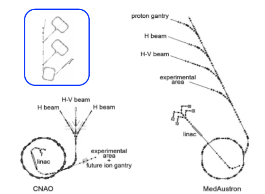 proton gantry
H beam
H-V beam
experimental
area
H-V beam
H beam
H beam
linac
experimental
area
+
future ion gantry
CNAO
linac
MedAustron